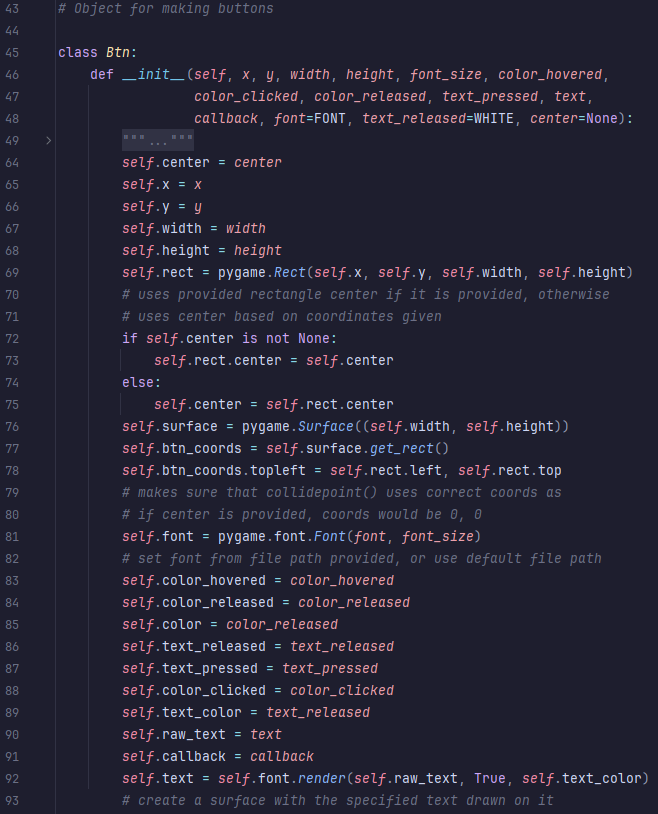 43 # Object for making buttons
44
45 class Btn:
46     def __init__(self, x, y, width, height, font_size, color_hovered,
47                  color_clicked, color_released, text_pressed, text,
48                  callback, font=FONT, text_released=WHITE, center=None):
49         """..."""
64         self.center = center
65         self.x = x
66         self.y = y
67         self.width = width
68         self.height = height
69         self.rect = pygame.Rect(self.x, self.y, self.width, self.height)
70         # uses provided rectangle center if it is provided, otherwise
71         # uses center based on coordinates given
72         if self.center is not None:
73             self.rect.center = self.center
74         else:
75             self.center = self.rect.center
76         self.surface = pygame.Surface((self.width, self.height))
77         self.btn_coords = self.surface.get_rect()
78         self.btn_coords.topleft = self.rect.left, self.rect.top
79         # makes sure that collidepoint() uses correct coords as
80         # if center is provided, coords would be 0, 0
81         self.font = pygame.font.Font(font, font_size)
82         # set font from file path provided, or use default file path
83         self.color_hovered = color_hovered
84         self.color_released = color_released
85         self.color = color_released
86         self.text_released = text_released
87         self.text_pressed = text_pressed
88         self.color_clicked = color_clicked
89         self.text_color = text_released
90         self.raw_text = text
91         self.callback = callback
92         self.text = self.font.render(self.raw_text, True, self.text_color)
93         # create a surface with the specified text drawn on it